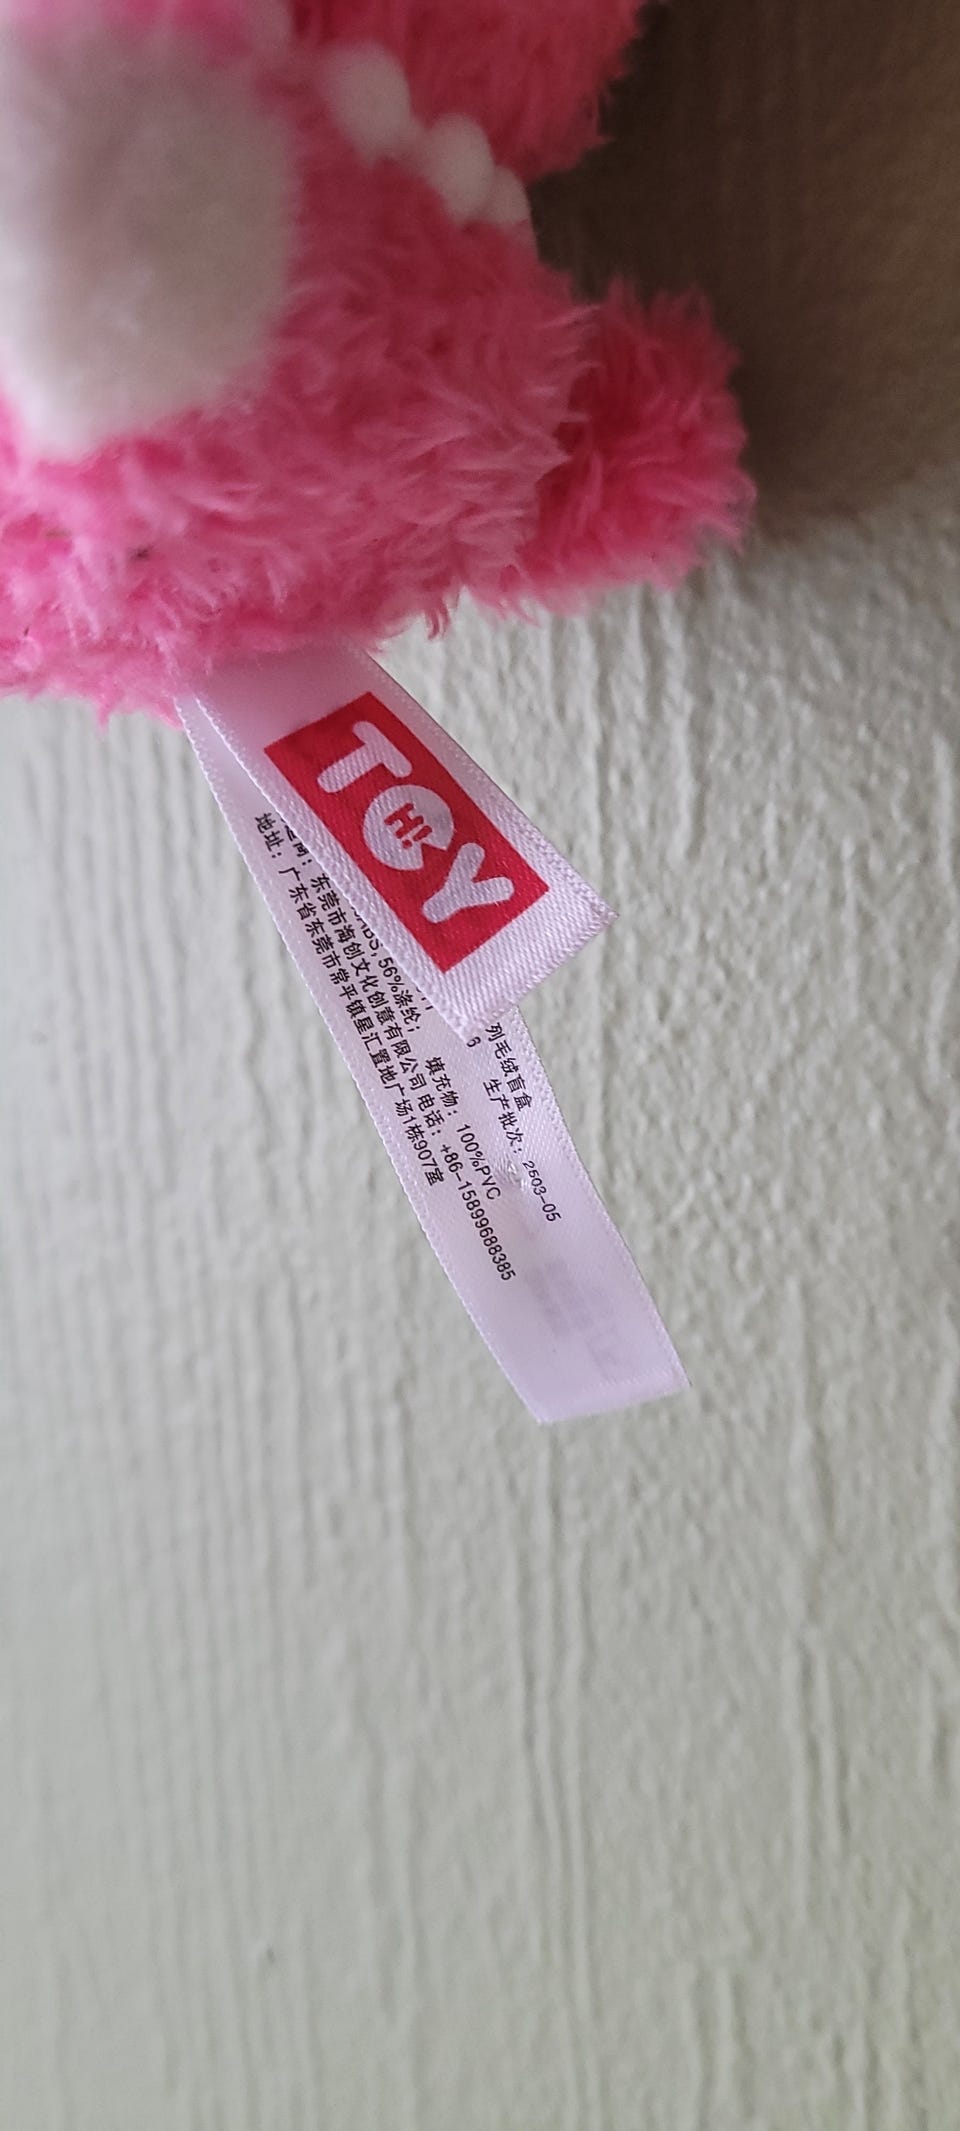 TOY
Hi
列毛绒盲盒
生产批次：2503-05
ABS, 56%涤纶； 填充物：100%PVC
商：东莞市海创文化创意有限公司 电话：+86-15899688385
地址：广东省东莞市常平镇星汇置地广场1栋907室